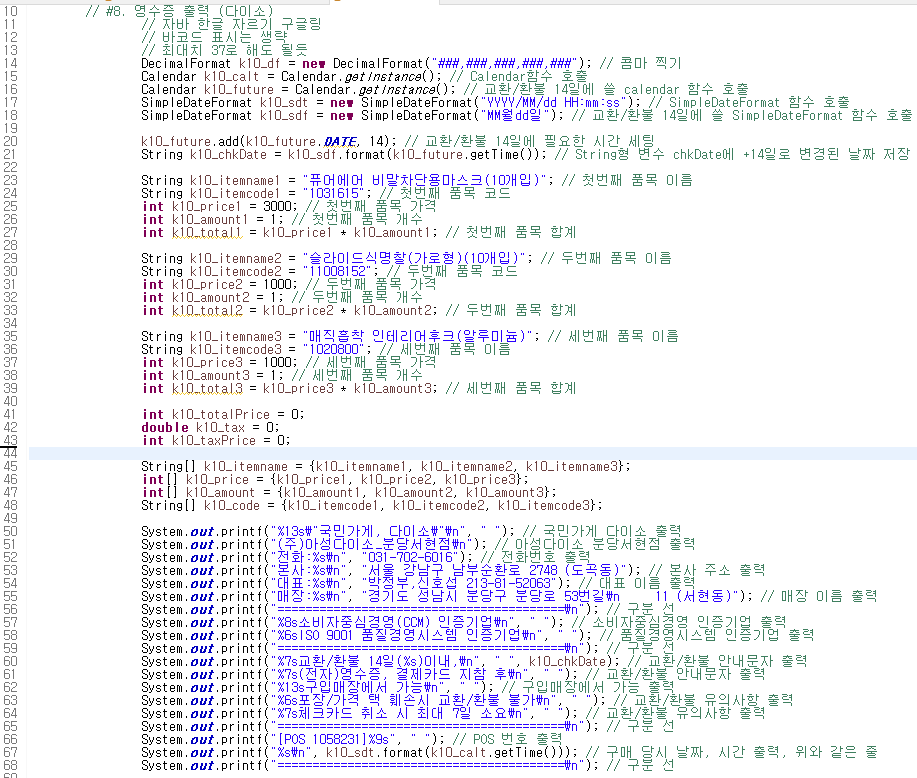 10 // #8. 영수증 출력 (다이소)
11 // 자바 한글 자르기 구글링
12 // 바코드 표시는 생략
13 // 최대치 37로 해도 될듯
14 DecimalFormat k10_df = new DecimalFormat("###,###,###,###,###"); // 콤마 찍기
15 Calendar k10_calt = Calendar.getInstance(); // Calendar함수 호출
16 Calendar k10_future = Calendar.getInstance(); // 교환/환불 14일에 쓸 calendar 함수 호출
17 SimpleDateFormat k10_sdt = new SimpleDateFormat("YYYY/MM/dd HH:mm:ss"); // SimpleDateFormat 함수 호출
18 SimpleDateFormat k10_sdf = new SimpleDateFormat("MM월dd일"); // 교환/환불 14일에 쓸 SimpleDateFormat 함수 호출
19
20 k10_future.add(k10_future.DATE, 14); // 교환/환불 14일에 필요한 시간 세팅
21 String k10_chkDate = k10_sdf.format(k10_future.getTime()); // String형 변수 chkDate에 +14일로 변경된 날짜 저장
22
23 String k10_itemname1 = "퓨어에어 비말차단용마스크(10개입)"; // 첫번째 품목 이름
24 String k10_itemcode1 = "1031615"; // 첫번째 품목 코드
25 int k10_price1 = 3000; // 첫번째 품목 가격
26 int k10_amount1 = 1; // 첫번째 품목 개수
27 int k10_total1 = k10_price1 * k10_amount1; // 첫번째 품목 합계
28
29 String k10_itemname2 = "슬라이드식명찰(가로형)(10개입)"; // 두번째 품목 이름
30 String k10_itemcode2 = "11008152"; // 두번째 품목 코드
31 int k10_price2 = 1000; // 두번째 품목 가격
32 int k10_amount2 = 1; // 두번째 품목 개수
33 int k10_total2 = k10_price2 * k10_amount2; // 두번째 품목 합계
34
35 String k10_itemname3 = "매직흡착 인테리어후크(알루미늄)"; // 세번째 품목 이름
36 String k10_itemcode3 = "1020800"; // 세번째 품목 이름
37 int k10_price3 = 1000; // 세번째 품목 가격
38 int k10_amount3 = 1; // 세번째 품목 개수
39 int k10_total3 = k10_price3 * k10_amount3; // 세번째 품목 합계
40
41 int k10_totalPrice = 0;
42 double k10_tax = 0;
43 int k10_taxPrice = 0;
44
45 String[] k10_itemname = {k10_itemname1, k10_itemname2, k10_itemname3};
46 int[] k10_price = {k10_price1, k10_price2, k10_price3};
47 int[] k10_amount = {k10_amount1, k10_amount2, k10_amount3};
48 String[] k10_code = {k10_itemcode1, k10_itemcode2, k10_itemcode3};
49
50 System.out.printf("%13s₩"국민가게, 다이소₩"₩n", " "); // 국민가게 다이소 출력
51 System.out.printf("(주)아성다이소_분당서현점₩n"); // 아성다이소_분당서현점 출력
52 System.out.printf("전화:%s₩n", "031-702-6016"); // 전화번호 출력
53 System.out.printf("본사:%s₩n", "서울 강남구 남부순환로 2748 (도곡동)"); // 본사 주소 출력
54 System.out.printf("대표:%s₩n", "박정부,신호섭 213-81-52063"); // 대표 이름 출력
55 System.out.printf("매장:%s₩n", "경기도 성남시 분당구 분당로 53번길₩n 11 (서현동)"); // 매장 이름 출력
56 System.out.printf("=====================================₩n"); // 구분 선
57 System.out.printf("%8s소비자중심경영(CCM) 인증기업₩n", " "); // 소비자중심경영 인증기업 출력
58 System.out.printf("%6sISO 9001 품질경영시스템 인증기업₩n", " "); // 품질경영시스템 인증기업 출력
59 System.out.printf("=====================================₩n"); // 구분 선
60 System.out.printf("%7s교환/환불 14일(%s)이내,₩n", " ", k10_chkDate); // 교환/환불 안내문자 출력
61 System.out.printf("%7s(전자)영수증, 결제카드 지참 후₩n", " "); // 교환/환불 안내문자 출력
62 System.out.printf("%13s구입매장에서 가능₩n", " "); // 구입매장에서 가능 출력
63 System.out.printf("%6s포장/가격 택 훼손시 교환/환불 불가₩n", " "); // 교환/환불 유의사항 출력
64 System.out.printf("%7s체크카드 취소 시 최대 7일 소요₩n", " "); // 교환/환불 유의사항 출력
65 System.out.printf("=====================================₩n"); // 구분 선
66 System.out.printf("[POS 1058231]%9s", " "); // POS 번호 출력
67 System.out.printf("%s₩n", k10_sdt.format(k10_calt.getTime())); // 구매 당시 날짜, 시간 출력, 위와 같은 줄
68 System.out.printf("=====================================₩n"); // 구분 선